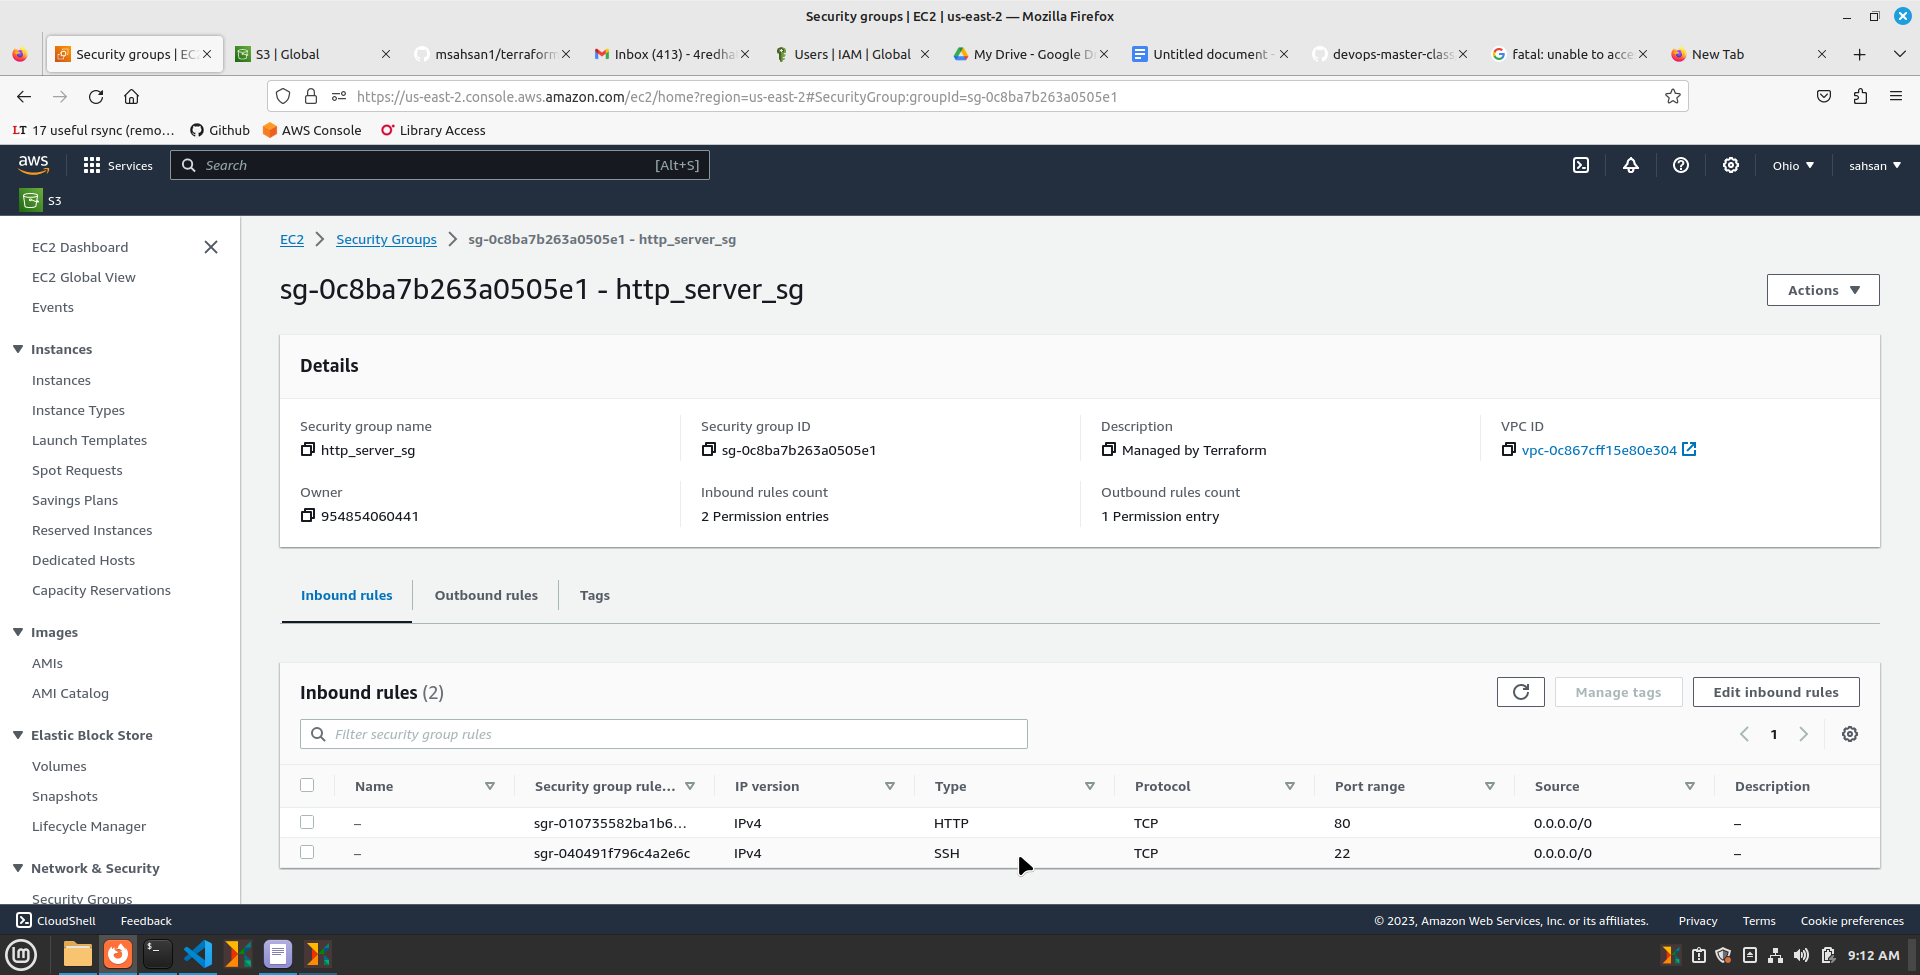 Security groups | EC2 | us-east-2 — Mozilla Firefox
Security groups | EC
S3 | Global
msahsan1/terraform
Inbox (413) - 4redha
Users | IAM | Global
My Drive - Google D
Untitled document -
devops-master-class
fatal: unable to acce
New Tab
https://us-east-2.console.aws.amazon.com/ec2/home?region=us-east-2#SecurityGroup:groupId=sg-0c8ba7b263a0505e1
LT 17 useful rsync (remo…
Github
AWS Console
Library Access
aws
Services
Search
[Alt+S]
Ohio
sahsan
S3
EC2 Dashboard
EC2 Global View
Events
Instances
Instances
Instance Types
Launch Templates
Spot Requests
Savings Plans
Reserved Instances
Dedicated Hosts
Capacity Reservations
Images
AMIs
AMI Catalog
Elastic Block Store
Volumes
Snapshots
Lifecycle Manager
Network & Security
Security Groups
EC2 > Security Groups > sg-0c8ba7b263a0505e1 - http_server_sg
sg-0c8ba7b263a0505e1 - http_server_sg
Actions
Details
Security group name
http_server_sg
Security group ID
sg-0c8ba7b263a0505e1
Description
Managed by Terraform
VPC ID
vpc-0c867cff15e80e304
Owner
954854060441
Inbound rules count
2 Permission entries
Outbound rules count
1 Permission entry
Inbound rules
Outbound rules
Tags
Inbound rules (2)
Manage tags
Edit inbound rules
Filter security group rules
1
Name Security group rule... IP version Type Protocol Port range Source Description
– sgr-010735582ba1b6... IPv4 HTTP TCP 80 0.0.0.0/0 –
– sgr-040491f796c4a2e6c IPv4 SSH TCP 22 0.0.0.0/0 –
CloudShell
Feedback
© 2023, Amazon Web Services, Inc. or its affiliates.
Privacy
Terms
Cookie preferences
9:12 AM